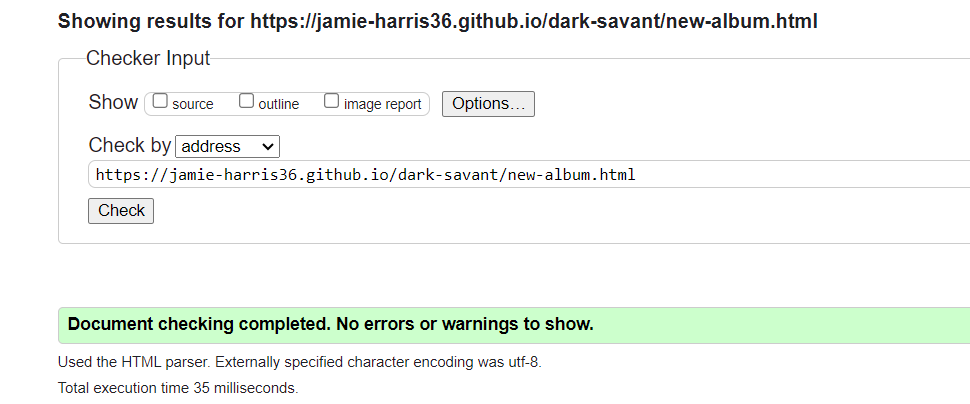 Showing results for https://jamie-harris36.github.io/dark-savant/new-album.html
Checker Input
Show source outline image report Options...
Check by address
https://jamie-harris36.github.io/dark-savant/new-album.html
Check
Document checking completed. No errors or warnings to show.
Used the HTML parser. Externally specified character encoding was utf-8.
Total execution time 35 milliseconds.